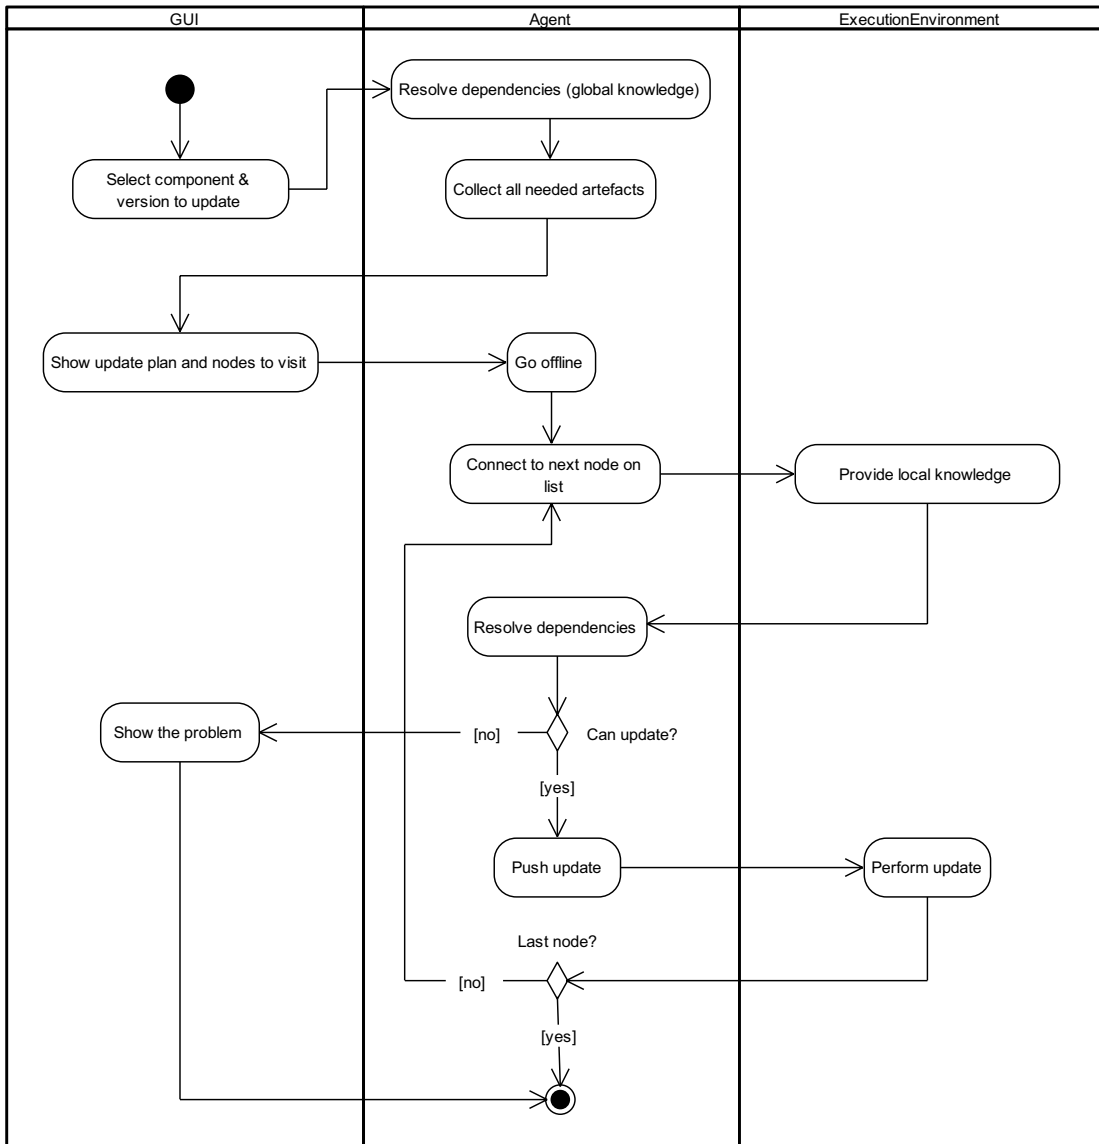 GUI
Agent
ExecutionEnvironment
Resolve dependencies (global knowledge)
Select component &
version to update
Collect all needed artefacts
Show update plan and nodes to visit
Go offline
Connect to next node on
list
Provide local knowledge
Resolve dependencies
Show the problem
[no]
Can update?
[yes]
Push update
Perform update
Last node?
[no]
[yes]